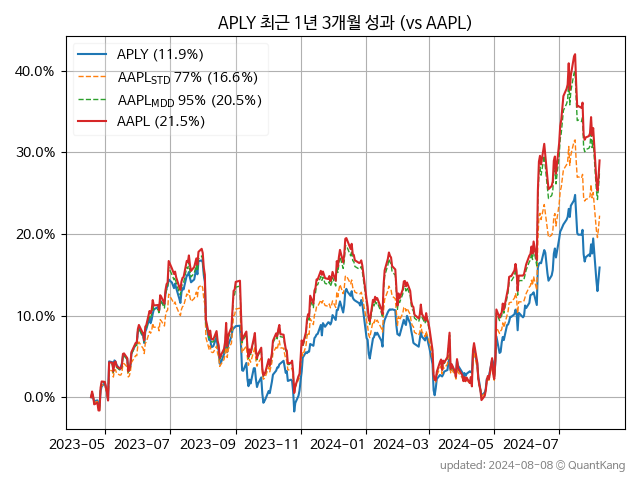 APLY 최근 1년 3개월 성과 (vs AAPL)
APLY (11.9%)
AAPL_STD 77% (16.6%)
AAPL_MDD 95% (20.5%)
AAPL (21.5%)
40.0%
30.0%
20.0%
10.0%
0.0%
2023-05 2023-07 2023-09 2023-11 2024-01 2024-03 2024-05 2024-07
updated: 2024-08-08 @ QuantKang